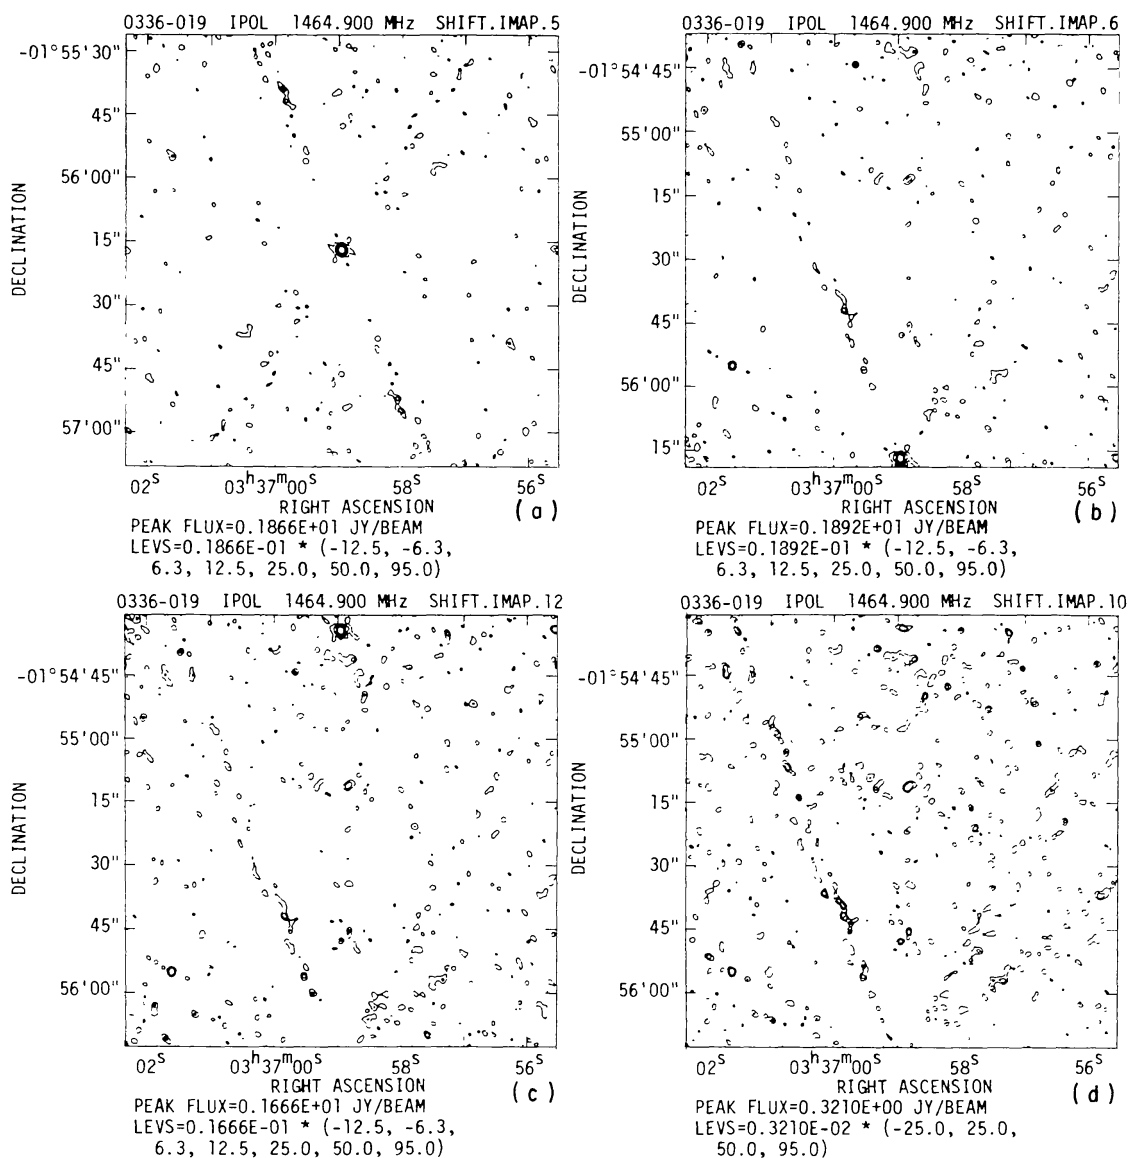 0336-019 IPOL 1464.900 MHz SHIFT.IMAP.5
-01°55'30"
45"
56'00"
15"
30"
45"
57'00"
DECLINATION
02S 03h37m00S 58S 56S
RIGHT ASCENSION
(a)
PEAK FLUX=0.1866E+01 JY/BEAM
LEVS=0.1866E-01 * (-12.5, -6.3,
6.3, 12.5, 25.0, 50.0, 95.0)
0336-019 IPOL 1464.900 MHz SHIFT.IMAP.6
-01°54'45"
55'00"
15"
30"
45"
56'00"
15"
DECLINATION
02S 03h37m00S 58S 56S
RIGHT ASCENSION
(b)
PEAK FLUX=0.1892E+01 JY/BEAM
LEVS=0.1892E-01 * (-12.5, -6.3,
6.3, 12.5, 25.0, 50.0, 95.0)
0336-019 IPOL 1464.900 MHz SHIFT.IMAP.12
-01°54'45"
55'00"
15"
30"
45"
56'00"
DECLINATION
02S 03h37m00S 58S 56S
RIGHT ASCENSION
(c)
PEAK FLUX=0.1666E+01 JY/BEAM
LEVS=0.1666E-01 * (-12.5, -6.3,
6.3, 12.5, 25.0, 50.0, 95.0)
0336-019 IPOL 1464.900 MHz SHIFT.IMAP.10
-01°54'45"
55'00"
15"
30"
45"
56'00"
DECLINATION
02S 03h37m00S 58S 56S
RIGHT ASCENSION
(d)
PEAK FLUX=0.3210E+00 JY/BEAM
LEVS=0.3210E-02 * (-25.0, 25.0,
50.0, 95.0)